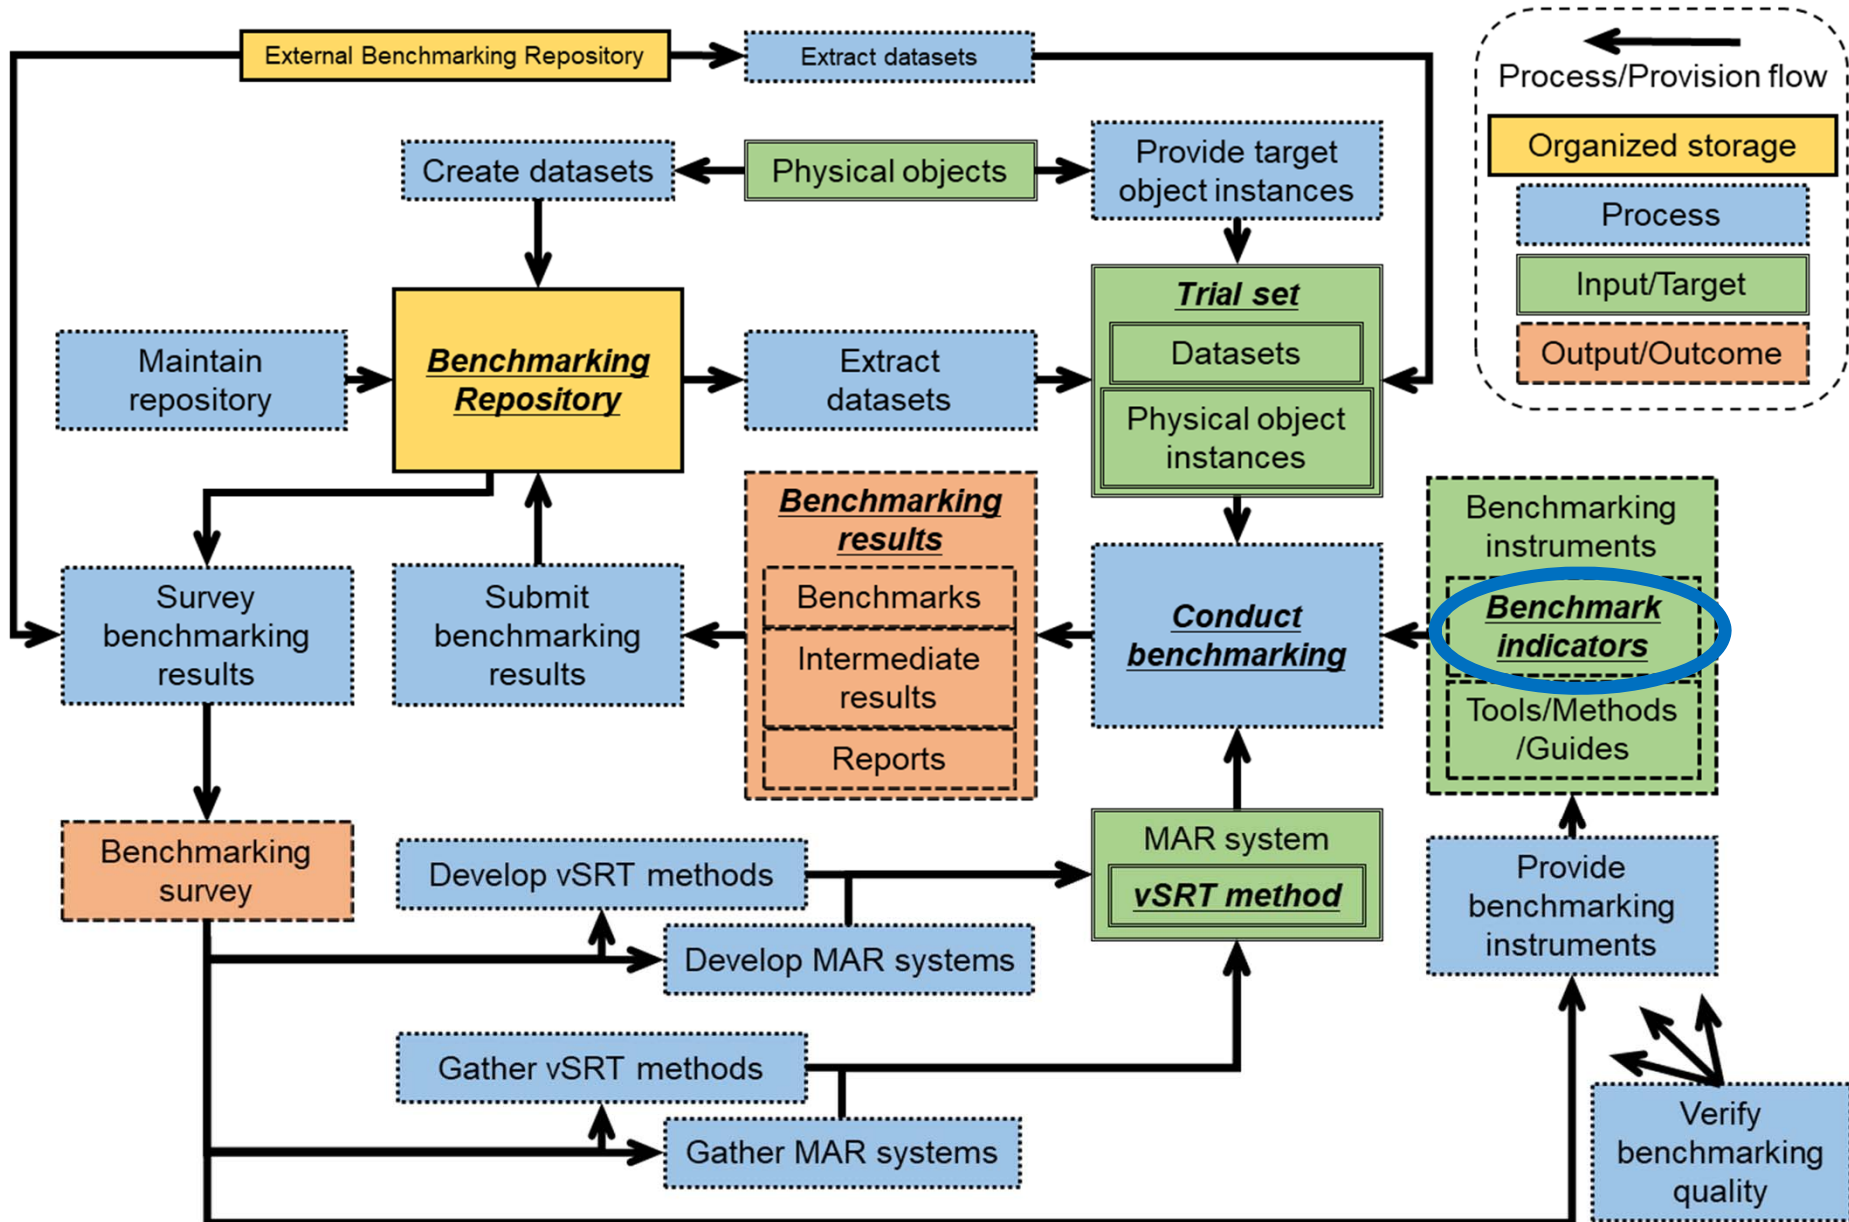 External Benchmarking Repository
Extract datasets
Process/Provision flow
Organized storage
Process
Input/Target
Output/Outcome
Create datasets
Physical objects
Provide target
object instances
Maintain
repository
Benchmarking
Repository
Extract
datasets
Trial set
Datasets
Physical object
instances
Survey
benchmarking
results
Submit
benchmarking
results
Benchmarking
results
Benchmarks
Intermediate
results
Reports
Conduct
benchmarking
Benchmarking
instruments
Benchmark
indicators
Tools/Methods
/Guides
Benchmarking
survey
Develop vSRT methods
Develop MAR systems
MAR system
vSRT method
Provide
benchmarking
instruments
Gather vSRT methods
Gather MAR systems
Verify
benchmarking
quality